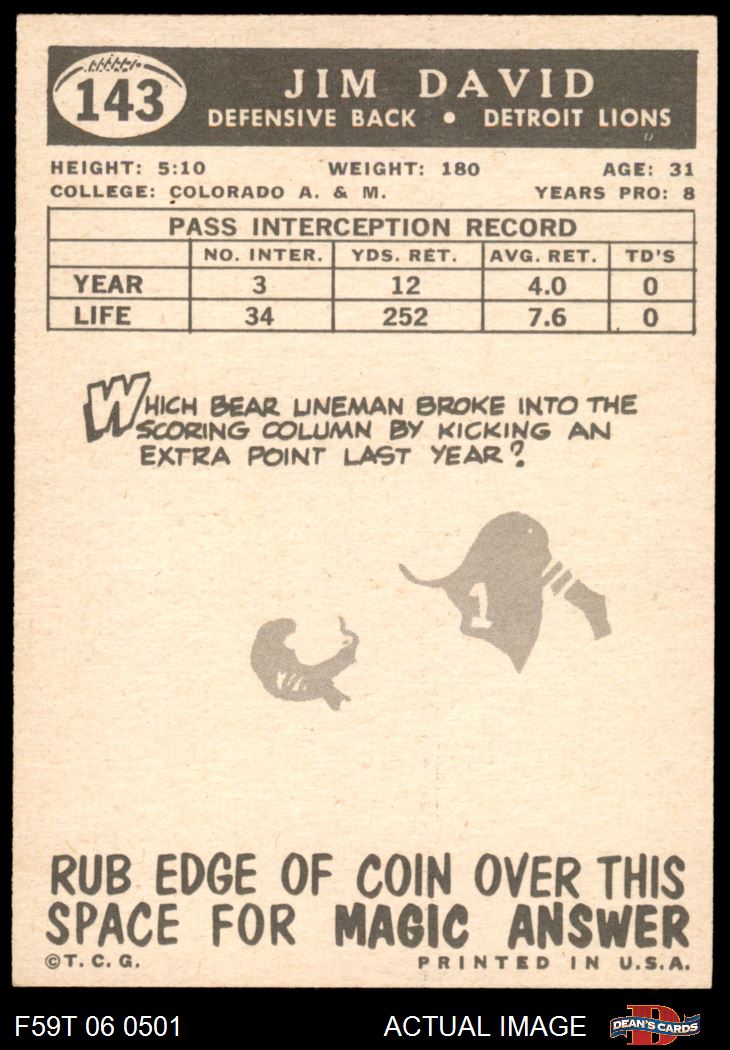 143
JIM DAVID
DEFENSIVE BACK • DETROIT LIONS
HEIGHT: 5:10 WEIGHT: 180 AGE: 31
COLLEGE: COLORADO A. & M. YEARS PRO: 8
PASS INTERCEPTION RECORD
NO. INTER. YDS. RET. AVG. RET. TD'S
YEAR 3 12 4.0 0
LIFE 34 252 7.6 0
WHICH BEAR LINEMAN BROKE INTO THE
SCORING COLUMN BY KICKING AN
EXTRA POINT LAST YEAR?
1
RUB EDGE OF COIN OVER THIS
SPACE FOR MAGIC ANSWER
©T. C. G. PRINTED IN U.S.A.
F59T 06 0501 ACTUAL IMAGE D DEAN'S CARDS